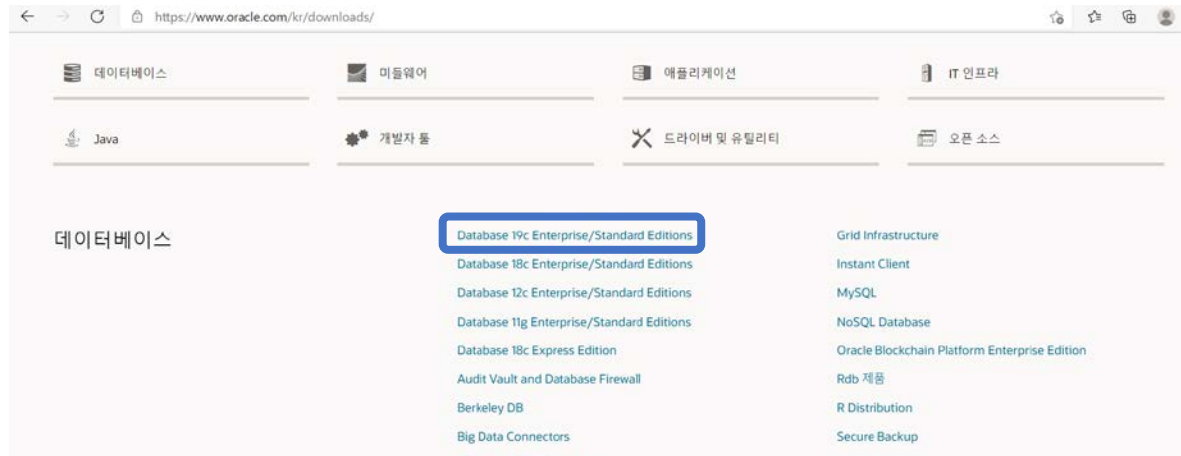 https://www.oracle.com/kr/downloads/
데이터베이스
미들웨어
애플리케이션
IT 인프라
Java
개발자 툴
드라이버 및 유틸리티
오픈 소스
데이터베이스
Database 19c Enterprise/Standard Editions
Database 18c Enterprise/Standard Editions
Database 12c Enterprise/Standard Editions
Database 11g Enterprise/Standard Editions
Database 18c Express Edition
Audit Vault and Database Firewall
Berkeley DB
Big Data Connectors
Grid Infrastructure
Instant Client
MySQL
NoSQL Database
Oracle Blockchain Platform Enterprise Edition
Rdb 제품
R Distribution
Secure Backup